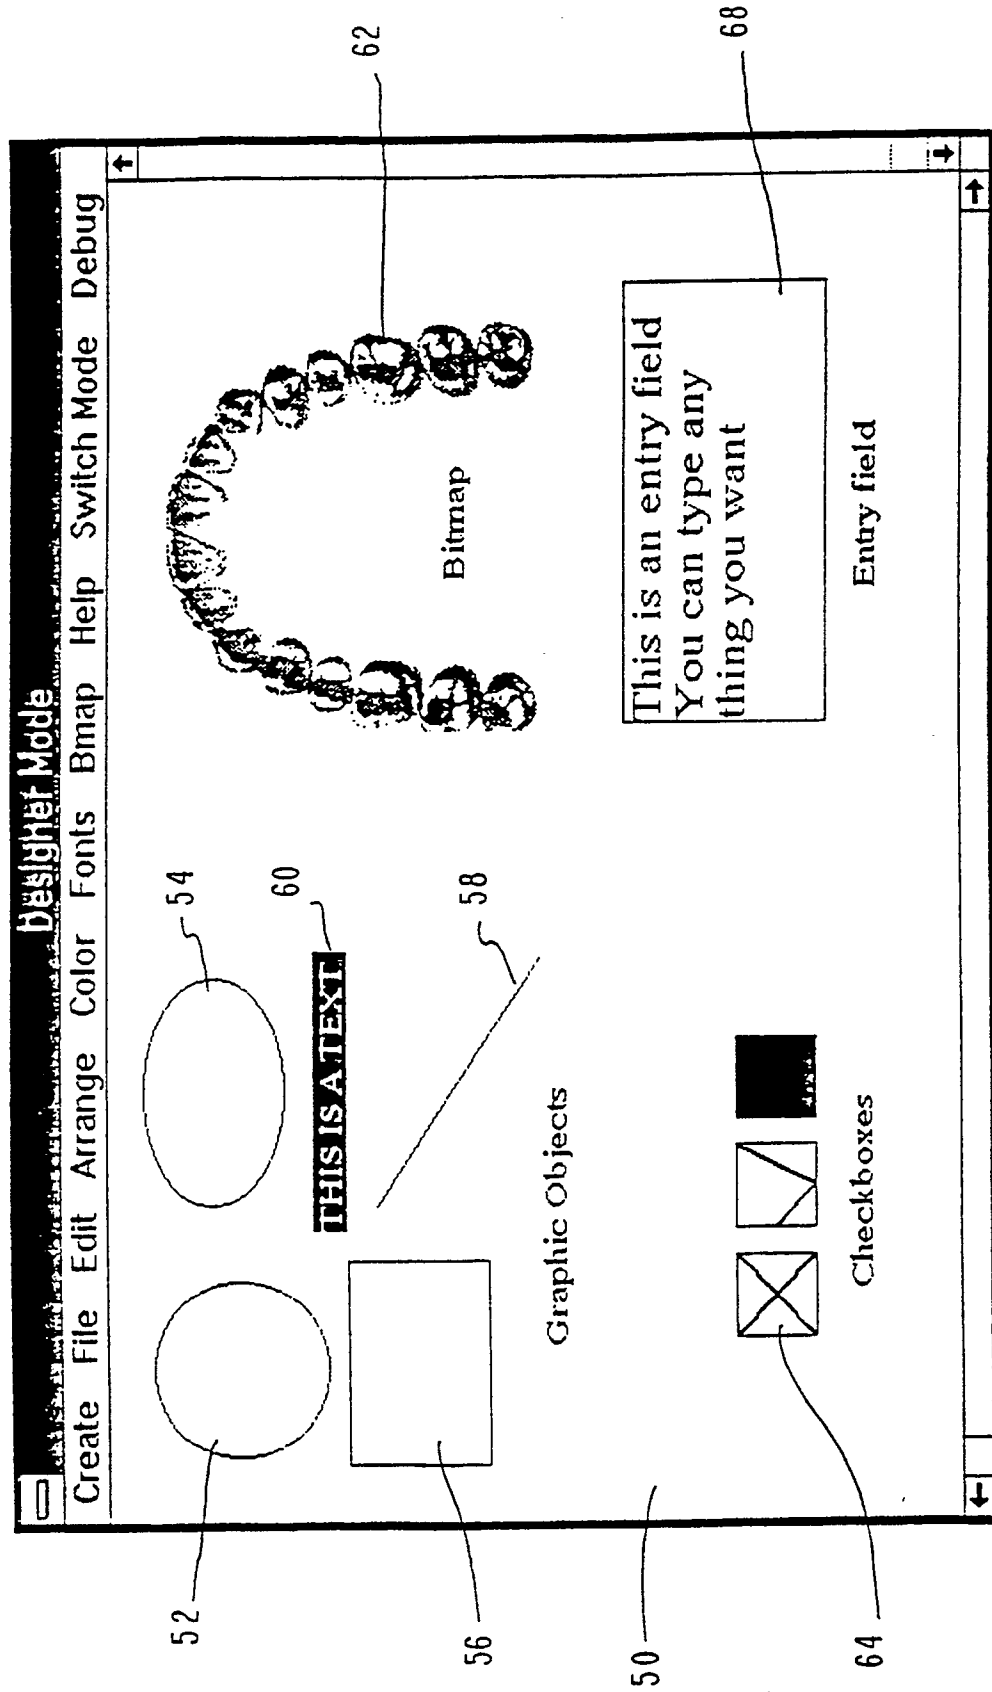 Designer Mode
Create File Edit Arrange Color Fonts Bmap Help Switch Mode Debug
52
54
60
THIS IS A TEXT
62
56
58
Bitmap
Graphic Objects
50
This is an entry field
You can type any
thing you want
68
64
Checkboxes
Entry field